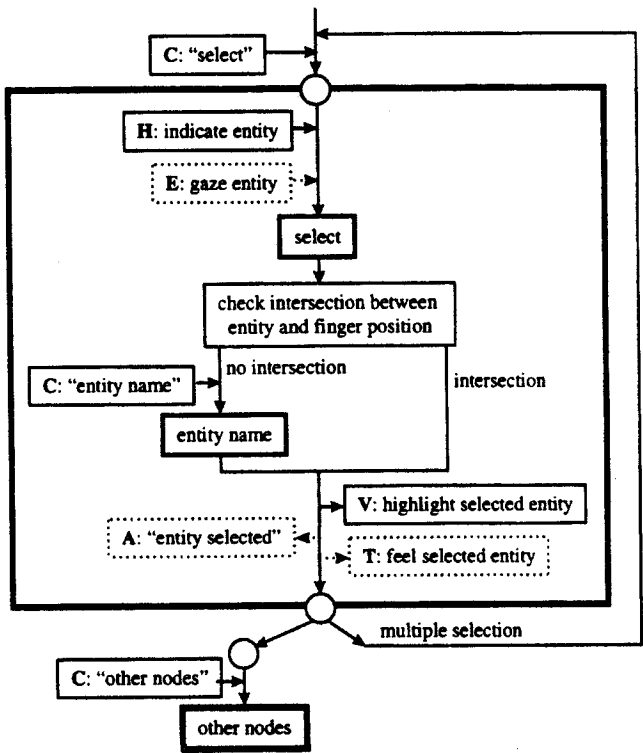 C: “select”
H: indicate entity
E: gaze entity
select
check intersection between
entity and finger position
no intersection
intersection
C: “entity name”
entity name
V: highlight selected entity
A: “entity selected”
T: feel selected entity
multiple selection
C: “other nodes”
other nodes